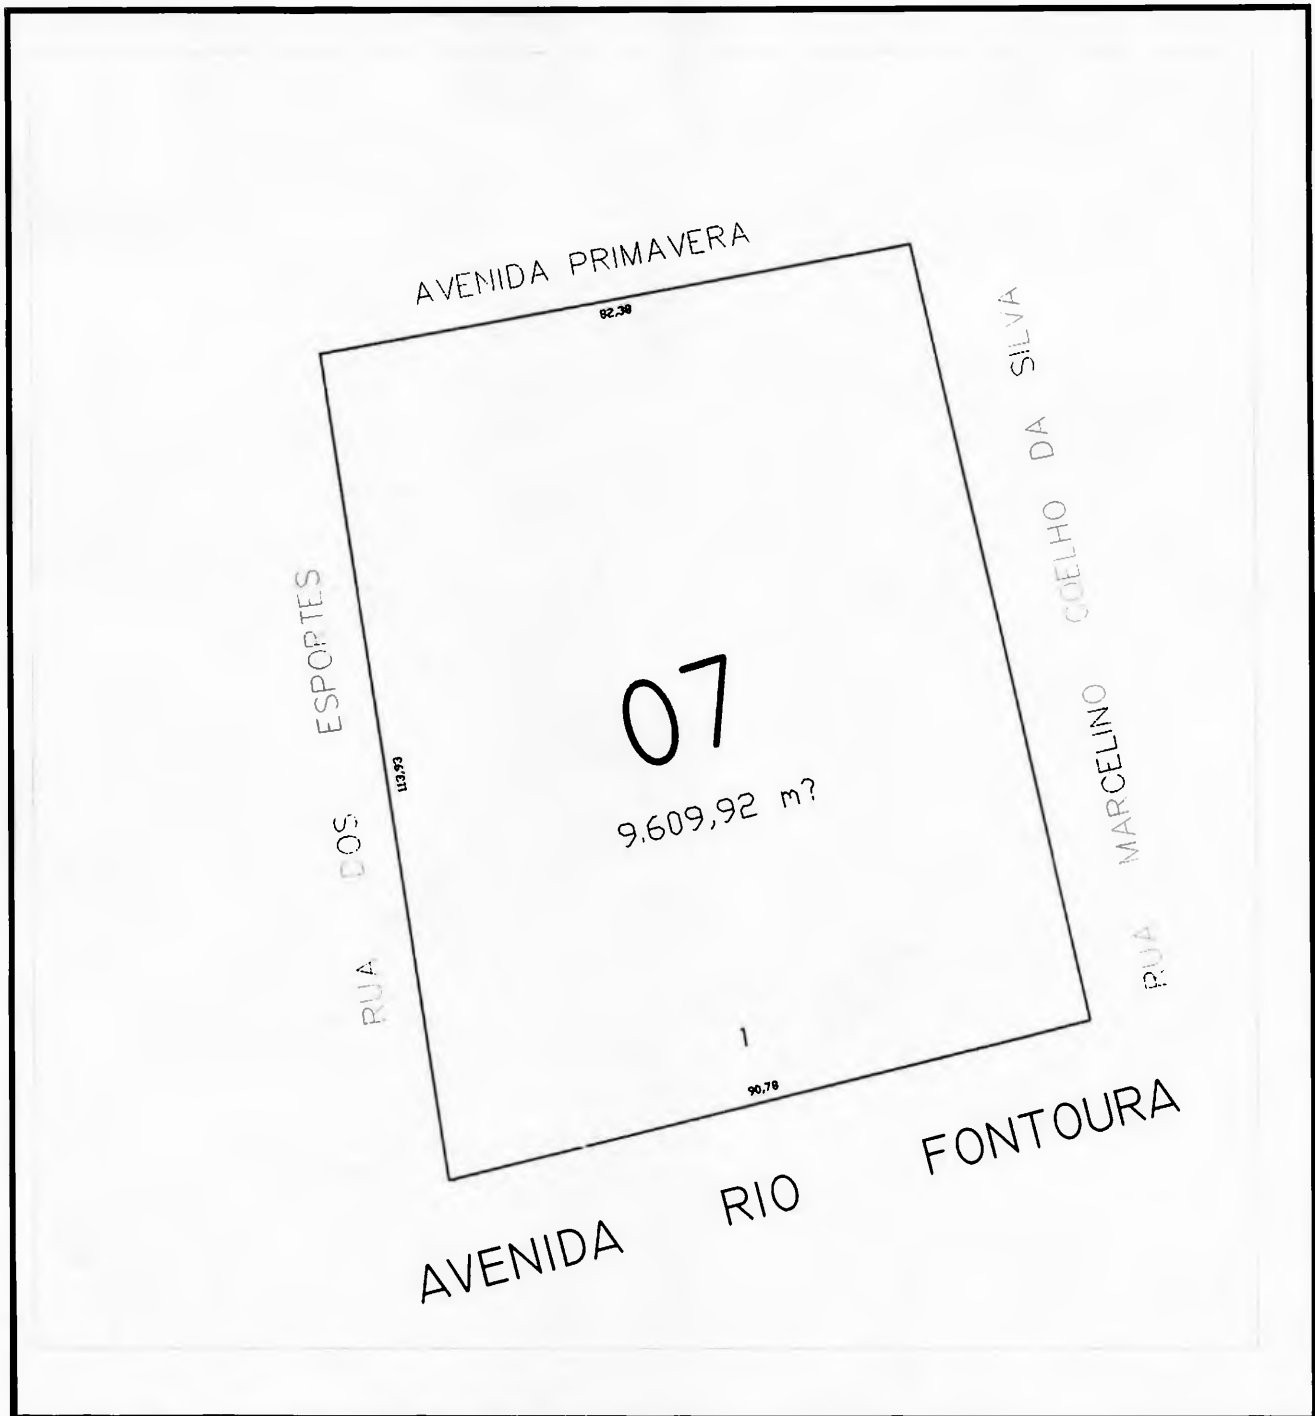 AVENIDA PRIMAVERA
82,38
RUA MARCELINO COELHO DA SILVA
RUA DOS ESPORTES
113,93
07
9.609,92 m?
1
90,78
AVENIDA RIO FONTOURA